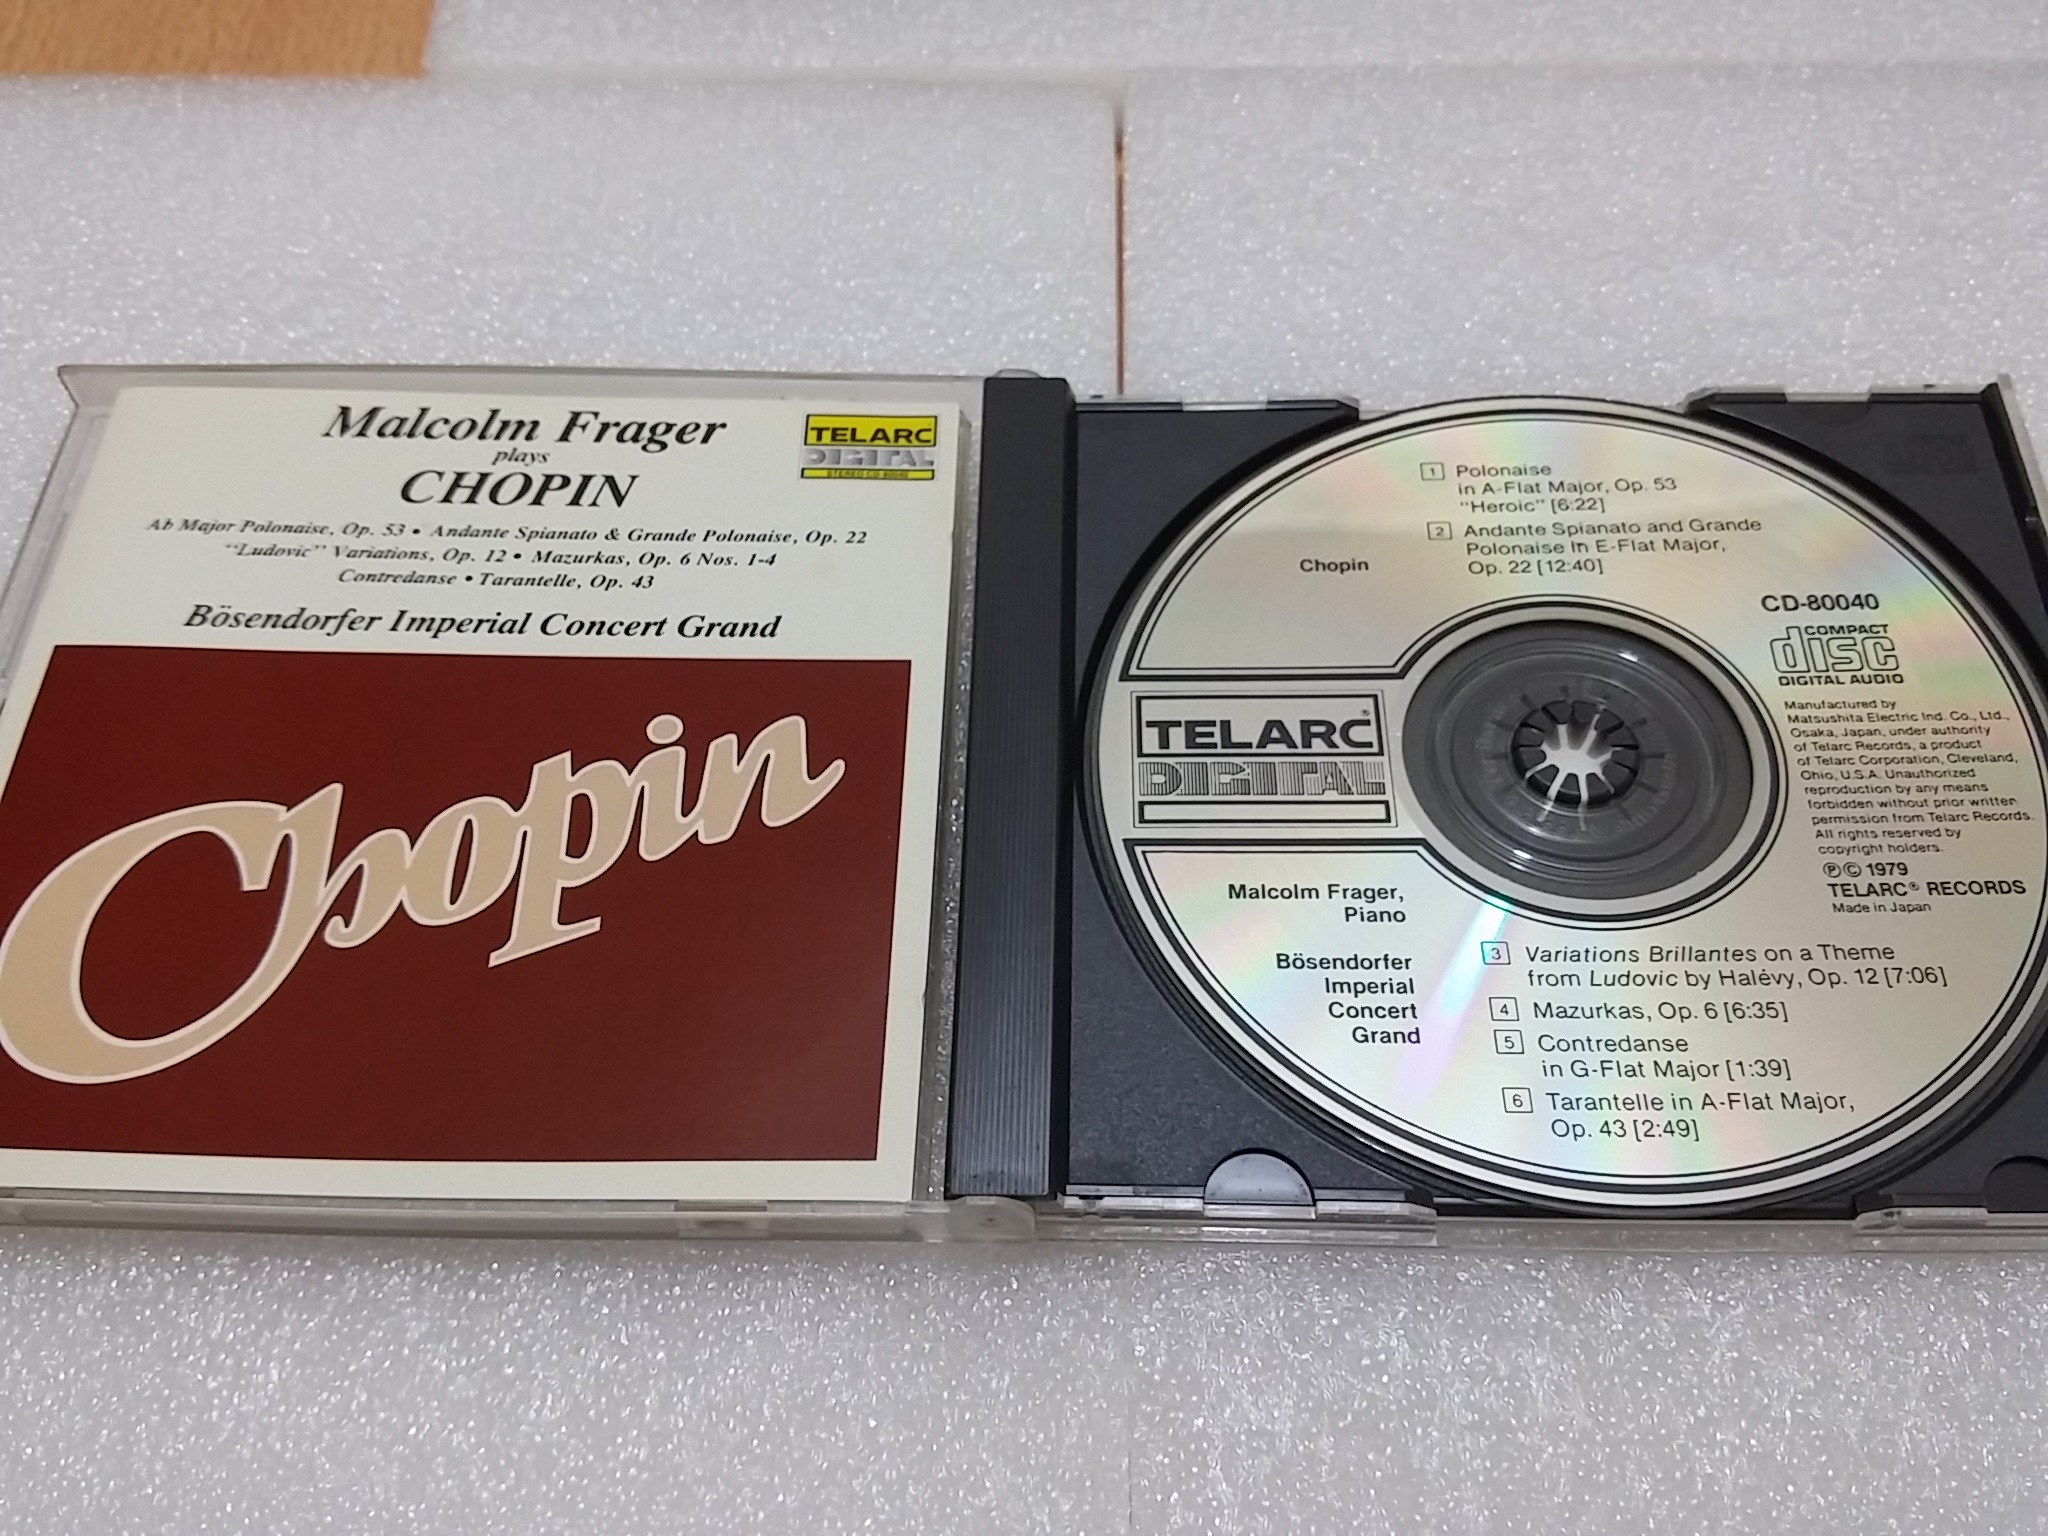 Malcolm Frager
plays
CHOPIN
TELARC
DIGITAL
STEREO CD-80040
Ab Major Polonaise, Op. 53 • Andante Spianato & Grande Polonaise, Op. 22
"Ludovic" Variations, Op. 12 • Mazurkas, Op. 6 Nos. 1-4
Contredanse • Tarantelle, Op. 43
Bösendorfer Imperial Concert Grand
Chopin
1 Polonaise
in A-Flat Major, Op. 53
"Heroic" [6:22]
2 Andante Spianato and Grande
Polonaise in E-Flat Major,
Op. 22 [12:40]
Chopin
CD-80040
COMPACT
disc
DIGITAL AUDIO
TELARC®
DIGITAL
Manufactured by
Matsushita Electric Ind. Co., Ltd.,
Osaka, Japan, under authority
of Telarc Records, a product
of Telarc Corporation, Cleveland,
Ohio, U.S.A. Unauthorized
reproduction by any means
forbidden without prior written
permission from Telarc Records.
All rights reserved by
copyright holders.
℗© 1979
TELARC® RECORDS
Made in Japan
Malcolm Frager,
Piano
Bösendorfer
Imperial
Concert
Grand
3 Variations Brillantes on a Theme
from Ludovic by Halévy, Op. 12 [7:06]
4 Mazurkas, Op. 6 [6:35]
5 Contredanse
in G-Flat Major [1:39]
6 Tarantelle in A-Flat Major,
Op. 43 [2:49]